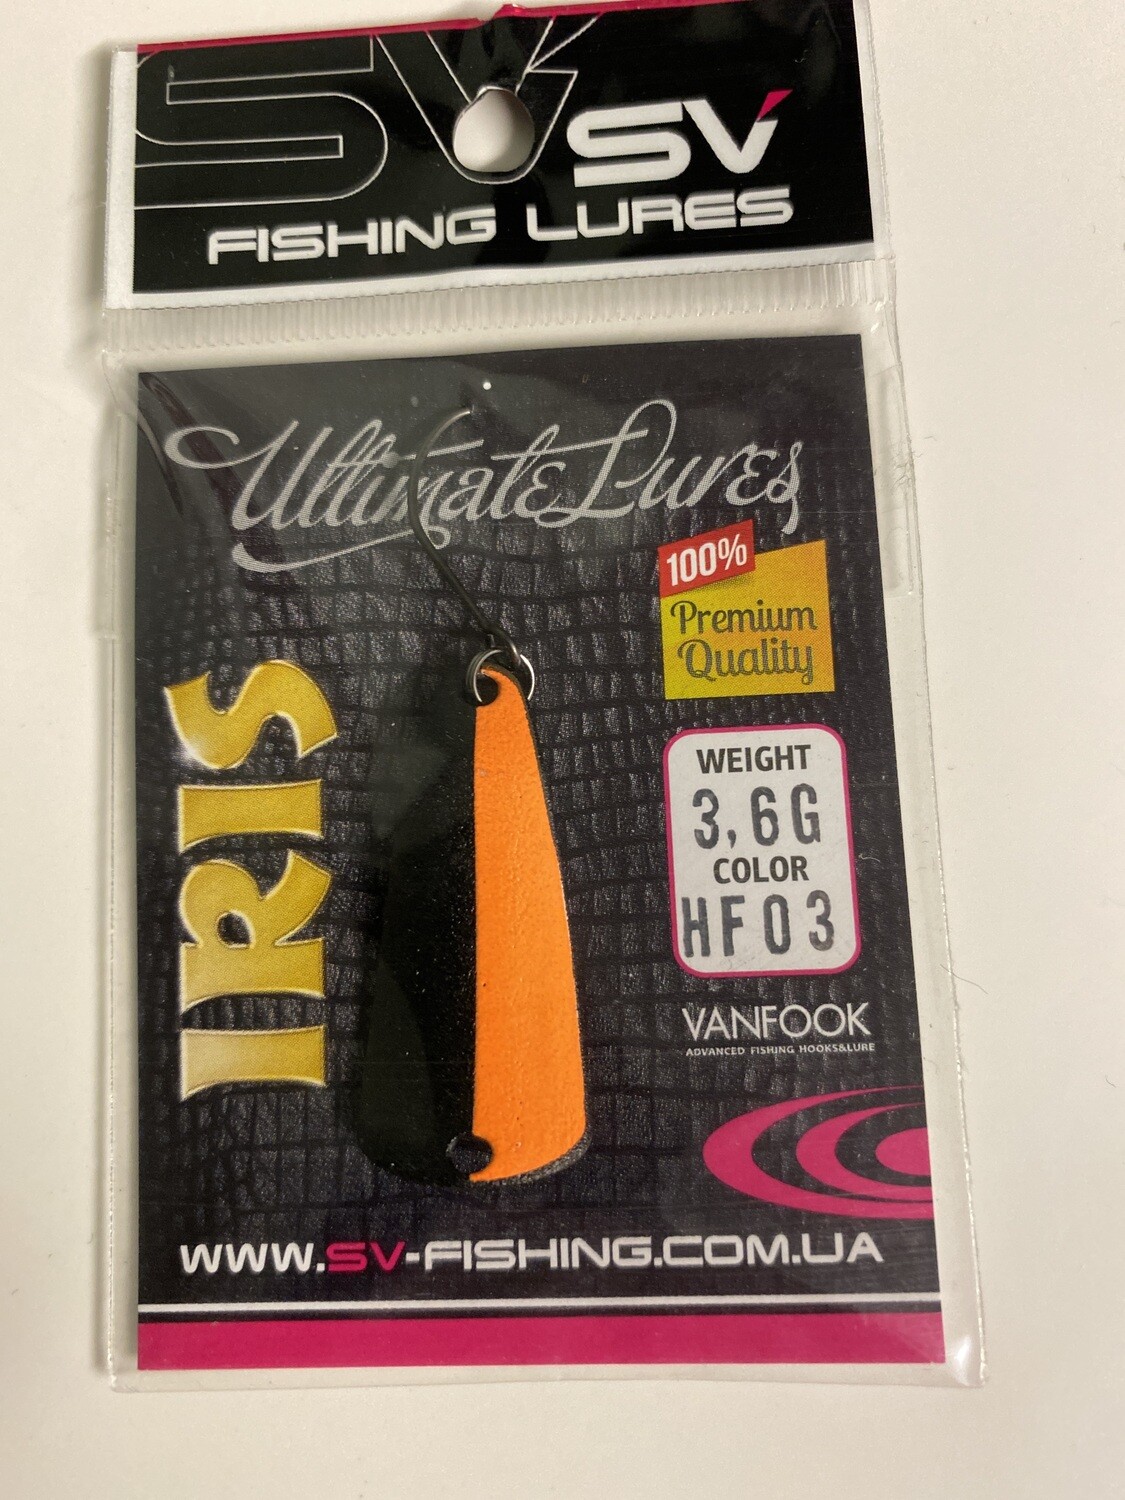 SV
SV
FISHING LURES
Ultimate Lures
100%
Premium
Quality
IRIS
WEIGHT
3,6G
COLOR
HF03
VANFOOK
ADVANCED FISHING HOOKS&LURE
WWW.SV-FISHING.COM.UA